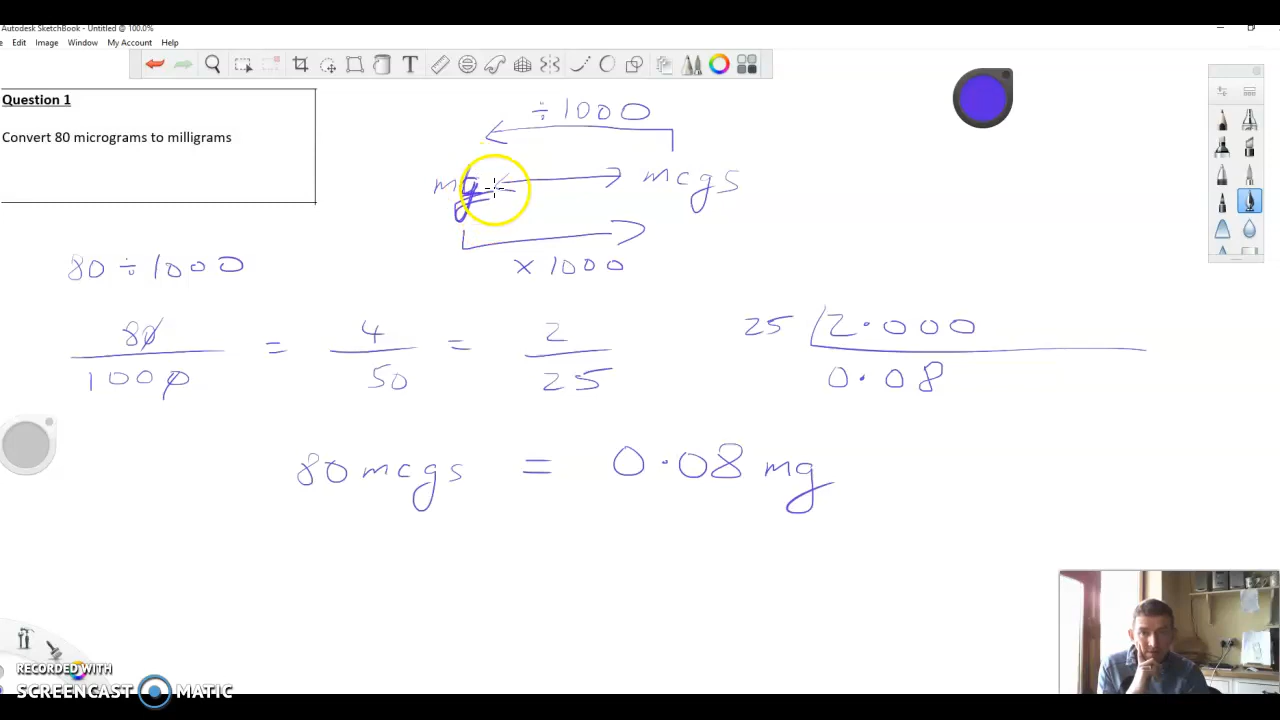 Autodesk SketchBook - Untitled @ 100.0%
Edit Image Window My Account Help
T
Question 1
Convert 80 micrograms to milligrams
÷1000
mg mcgs
x 1000
80 ÷ 1000
80 / 1000 = 4 / 50 = 2 / 25
25 2.000
0.08
80 mcgs = 0.08 mg
RECORDED WITH
SCREENCAST MATIC